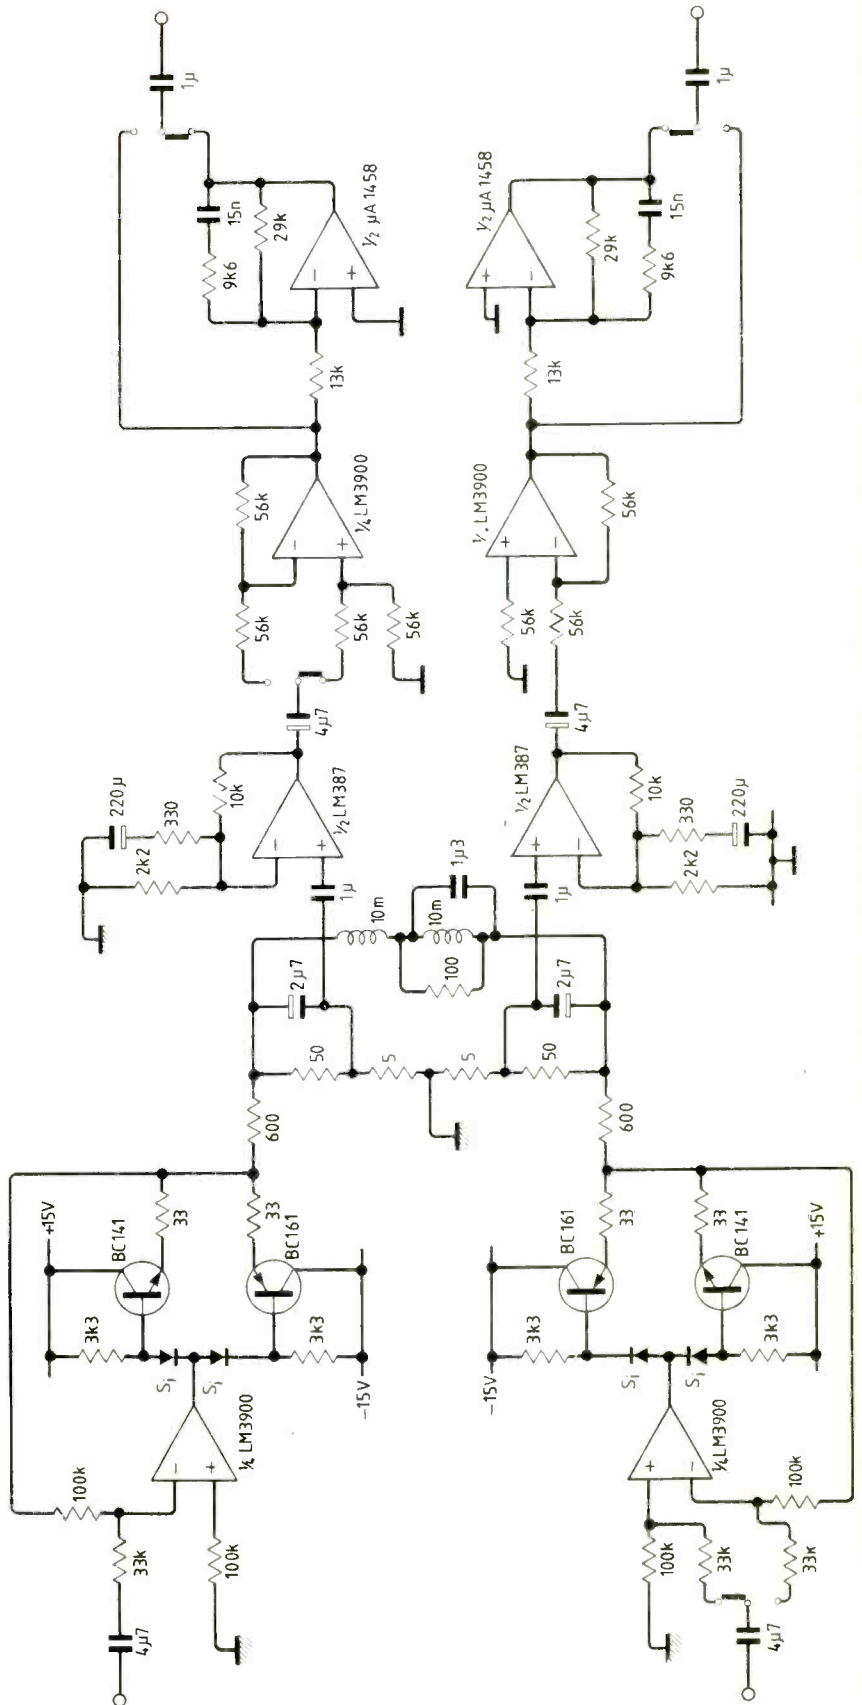 1µ
1µ
15n
9k6
29k
½ µA1458
½ µA1458
29k
15n
9k6
13k
13k
56k
¼ LM3900
LM3900
56k
56k
56k
56k
56k
56k
4µ7
4µ7
220µ
330
10k
2k2
½ LM387
½ LM387
10k
330
220µ
2k2
1µ
10m
1µ3
10m
100
1µ
2µ7
2µ7
50
5
5
50
600
600
+15V
33
BC141
33
BC161
BC161
33
33
BC141
+15V
3k3
3k3
3k3
3k3
Si
Si
-15V
-15V
Si
Si
¼ LM3900
¼ LM3900
100k
33k
100k
100k
33k
100k
33k
4µ7
4µ7